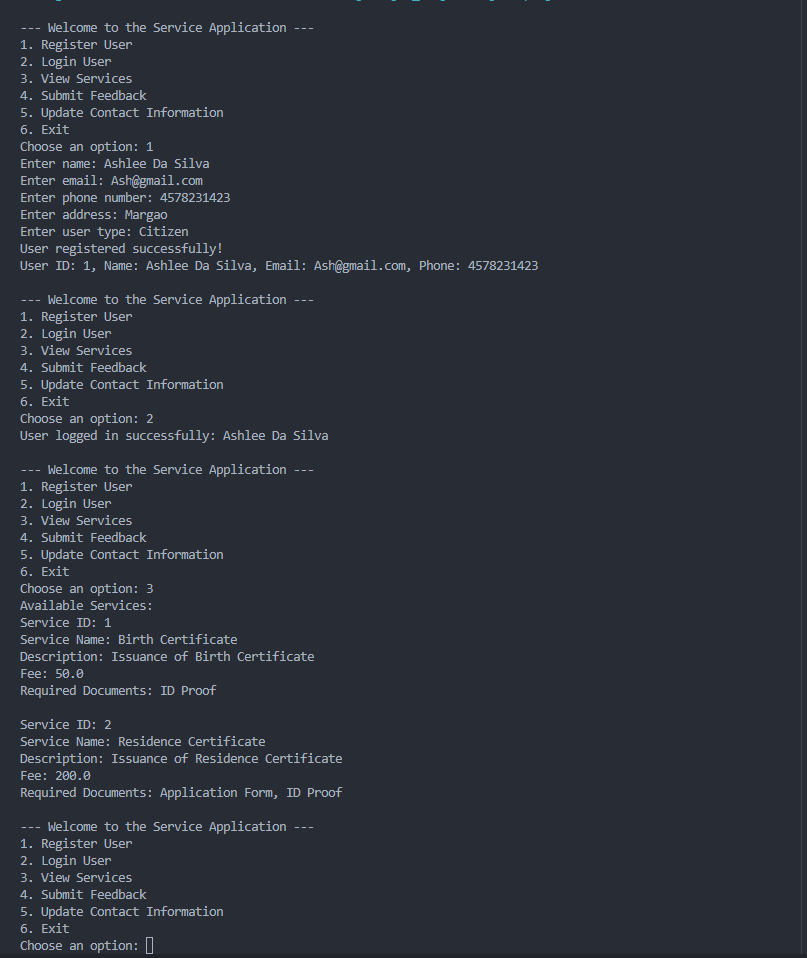 --- Welcome to the Service Application ---
1. Register User
2. Login User
3. View Services
4. Submit Feedback
5. Update Contact Information
6. Exit
Choose an option: 1
Enter name: Ashlee Da Silva
Enter email: Ash@gmail.com
Enter phone number: 4578231423
Enter address: Margao
Enter user type: Citizen
User registered successfully!
User ID: 1, Name: Ashlee Da Silva, Email: Ash@gmail.com, Phone: 4578231423
--- Welcome to the Service Application ---
1. Register User
2. Login User
3. View Services
4. Submit Feedback
5. Update Contact Information
6. Exit
Choose an option: 2
User logged in successfully: Ashlee Da Silva
--- Welcome to the Service Application ---
1. Register User
2. Login User
3. View Services
4. Submit Feedback
5. Update Contact Information
6. Exit
Choose an option: 3
Available Services:
Service ID: 1
Service Name: Birth Certificate
Description: Issuance of Birth Certificate
Fee: 50.0
Required Documents: ID Proof
Service ID: 2
Service Name: Residence Certificate
Description: Issuance of Residence Certificate
Fee: 200.0
Required Documents: Application Form, ID Proof
--- Welcome to the Service Application ---
1. Register User
2. Login User
3. View Services
4. Submit Feedback
5. Update Contact Information
6. Exit
Choose an option: